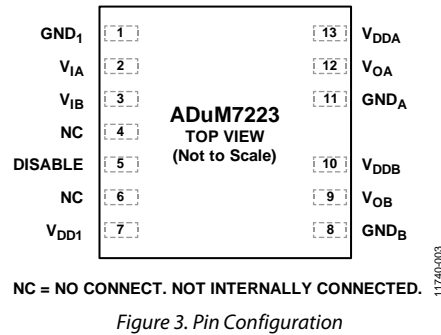 GND1 1 13 VDDA
VIA 2 12 VOA
VIB 3 11 GNDA
ADuM7223
NC 4 TOP VIEW
(Not to Scale)
DISABLE 5 10 VDDB
NC 6 9 VOB
VDD1 7 8 GNDB
NC = NO CONNECT. NOT INTERNALLY CONNECTED.
11740-003
Figure 3. Pin Configuration